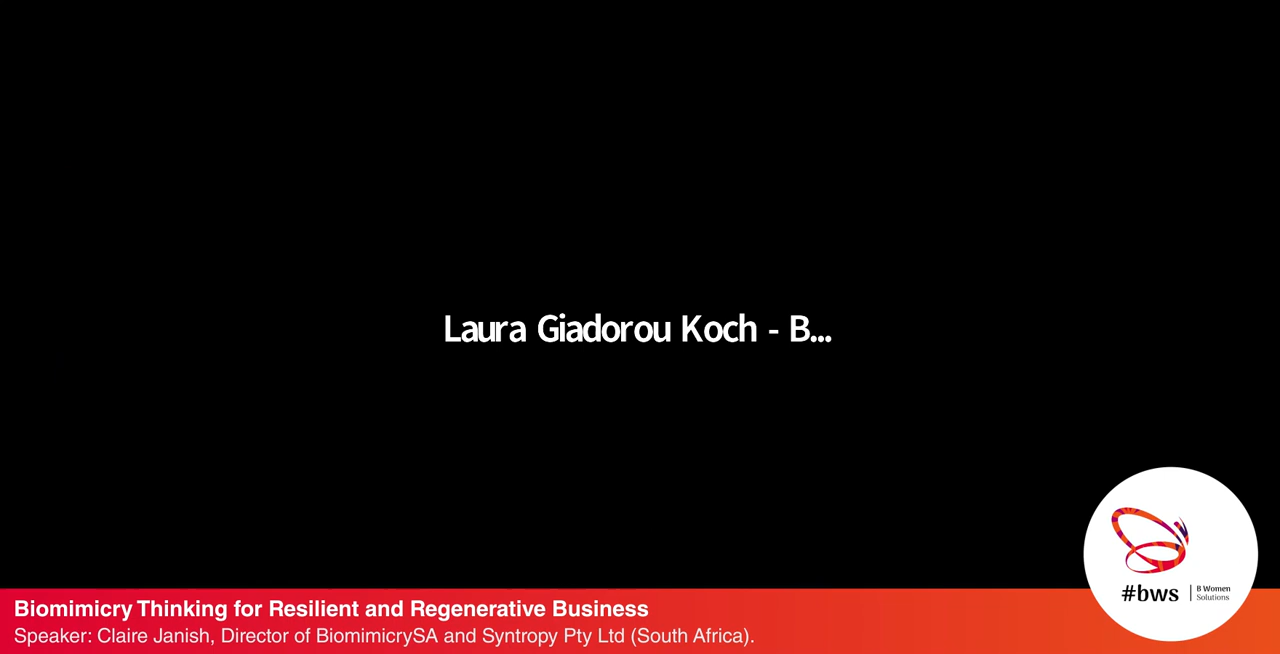 Laura Giadorou Koch - B...
#bws
B Women
Solutions
Biomimicry Thinking for Resilient and Regenerative Business
Speaker: Claire Janish, Director of BiomimicrySA and Syntropy Pty Ltd (South Africa).